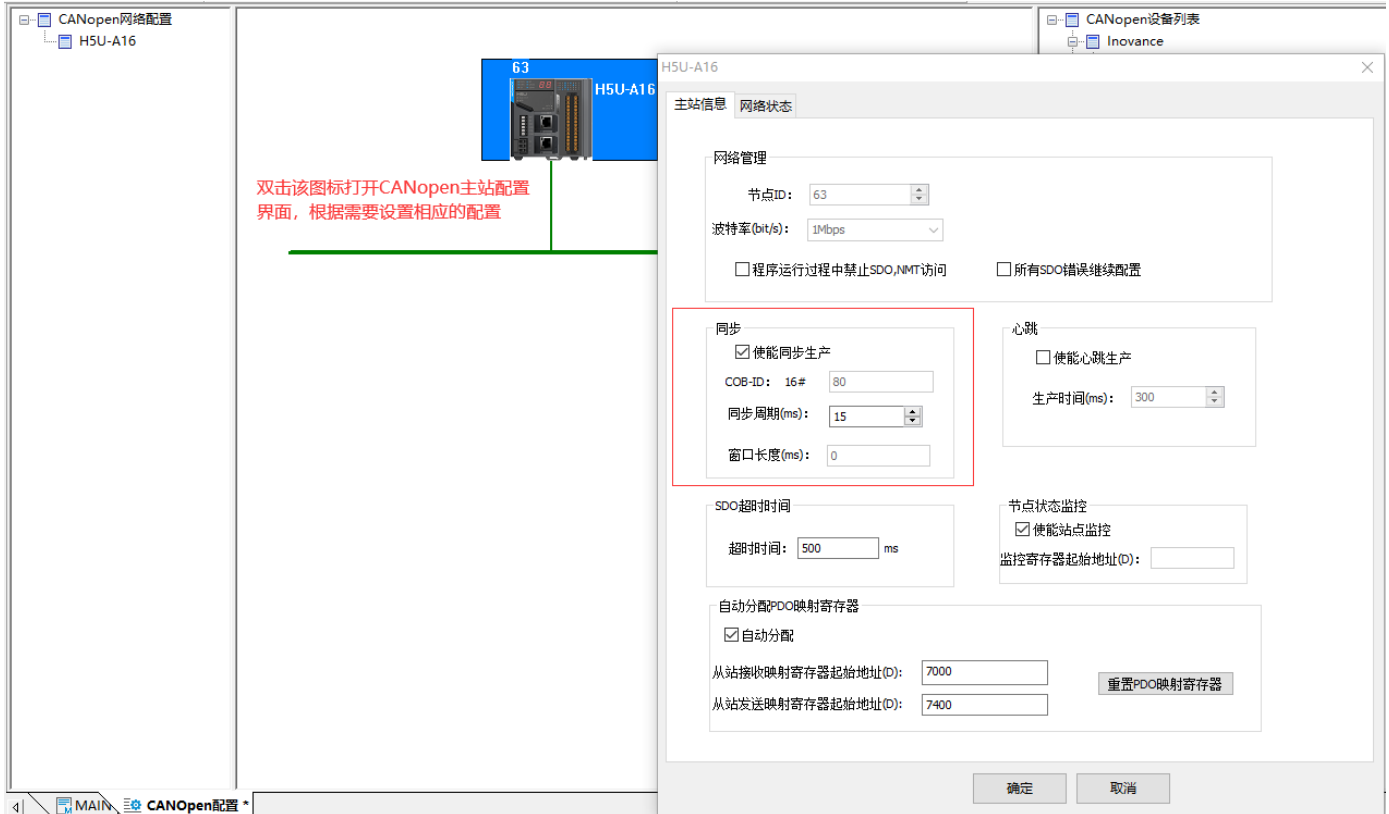 CANopen网络配置
H5U-A16
63
H5U-A16
双击该图标打开CANopen主站配置
界面，根据需要设置相应的配置
CANopen设备列表
Inovance
H5U-A16
主站信息
网络状态
网络管理
节点ID： 63
波特率(bit/s)： 1Mbps
程序运行过程中禁止SDO,NMT访问
所有SDO错误继续配置
同步
使能同步生产
COB-ID： 16# 80
同步周期(ms)： 15
窗口长度(ms)： 0
心跳
使能心跳生产
生产时间(ms)： 300
SDO超时时间
超时时间： 500 ms
节点状态监控
使能站点监控
监控寄存器起始地址(D)：
自动分配PDO映射寄存器
自动分配
从站接收映射寄存器起始地址(D)： 7000
从站发送映射寄存器起始地址(D)： 7400
重置PDO映射寄存器
确定
取消
MAIN
CANOpen配置 *